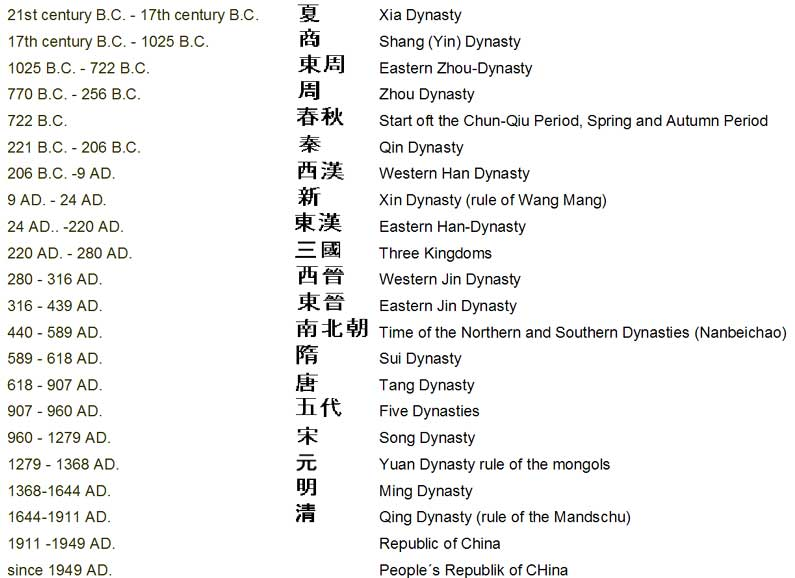 21st century B.C. - 17th century B.C. 夏 Xia Dynasty
17th century B.C. - 1025 B.C. 商 Shang (Yin) Dynasty
1025 B.C. - 722 B.C. 東周 Eastern Zhou-Dynasty
770 B.C. - 256 B.C. 周 Zhou Dynasty
722 B.C. 春秋 Start oft the Chun-Qiu Period, Spring and Autumn Period
221 B.C. - 206 B.C. 秦 Qin Dynasty
206 B.C. -9 AD. 西漢 Western Han Dynasty
9 AD. - 24 AD. 新 Xin Dynasty (rule of Wang Mang)
24 AD.. -220 AD. 東漢 Eastern Han-Dynasty
220 AD. - 280 AD. 三國 Three Kingdoms
280 - 316 AD. 西晉 Western Jin Dynasty
316 - 439 AD. 東晉 Eastern Jin Dynasty
440 - 589 AD. 南北朝 Time of the Northern and Southern Dynasties (Nanbeichao)
589 - 618 AD. 隋 Sui Dynasty
618 - 907 AD. 唐 Tang Dynasty
907 - 960 AD. 五代 Five Dynasties
960 - 1279 AD. 宋 Song Dynasty
1279 - 1368 AD. 元 Yuan Dynasty rule of the mongols
1368-1644 AD. 明 Ming Dynasty
1644-1911 AD. 清 Qing Dynasty (rule of the Mandschu)
1911 -1949 AD. Republic of China
since 1949 AD. People´s Republik of CHina